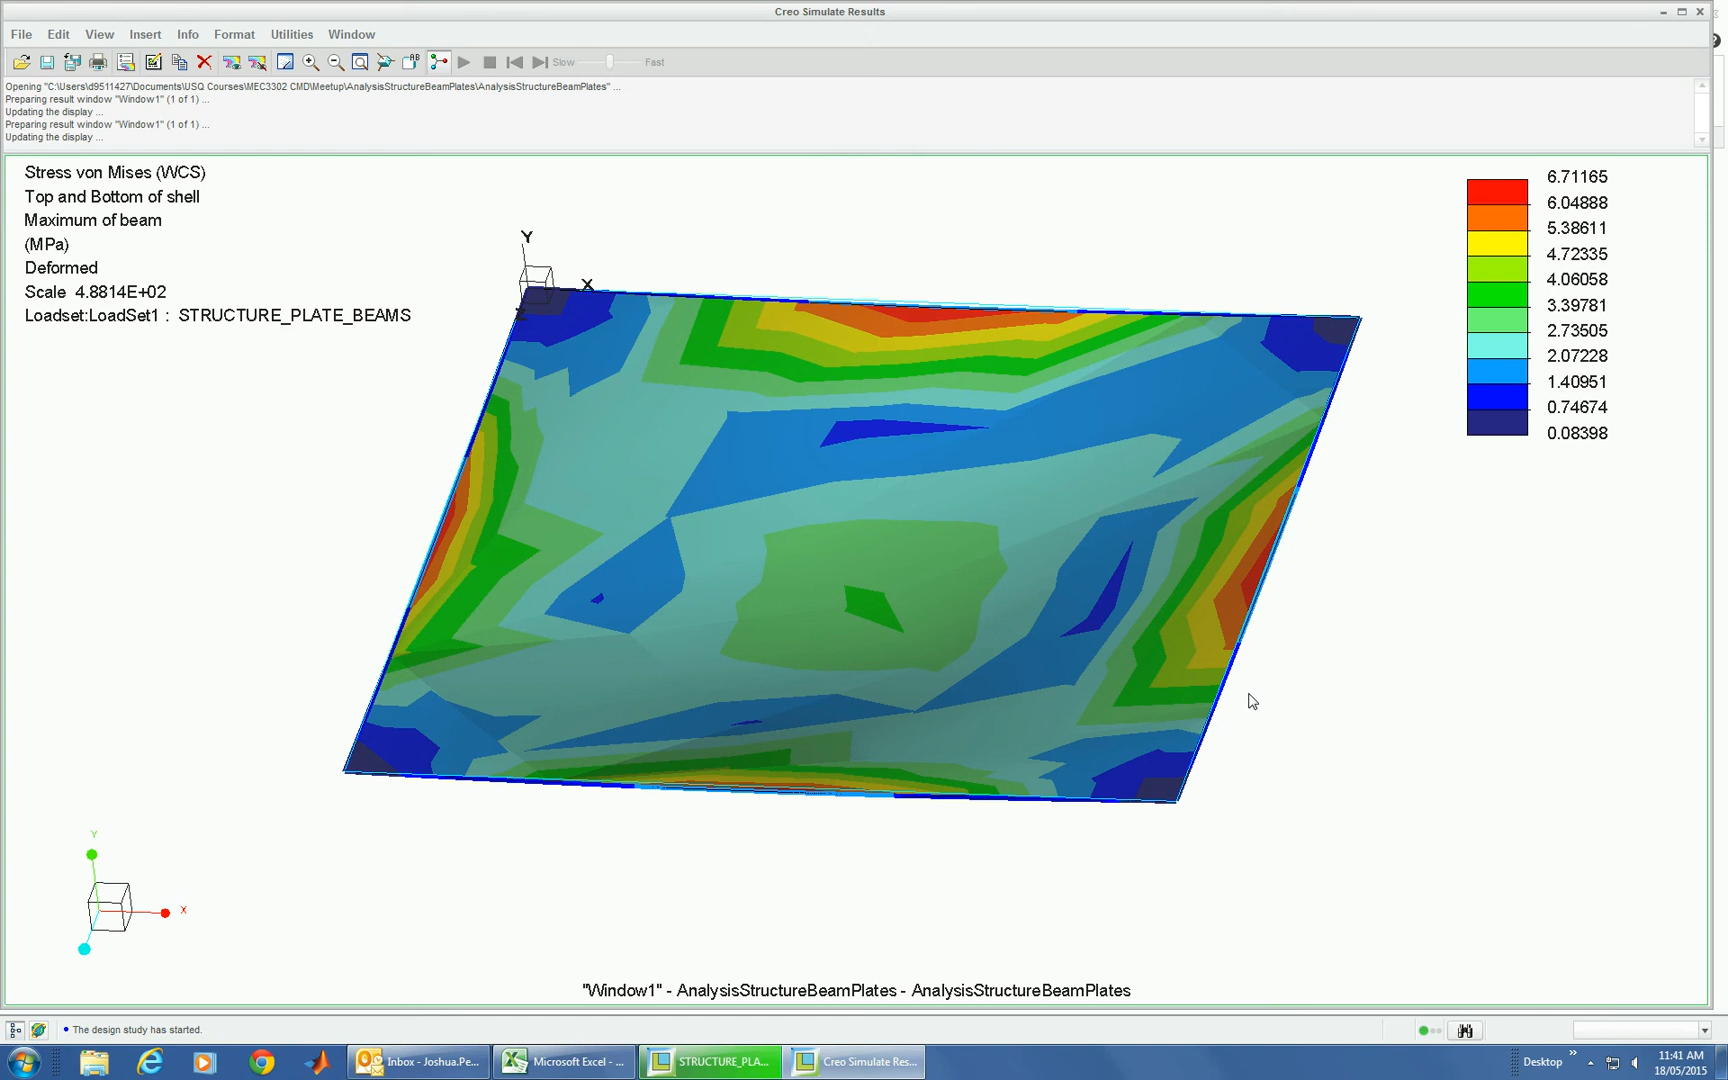 Creo Simulate Results
File Edit View Insert Info Format Utilities Window
Slow Fast
Opening "C:\Users\d9511427\Documents\USQ Courses\MEC3302 CMD\Meetup\AnalysisStructureBeamPlates\AnalysisStructureBeamPlates" ...
Preparing result window "Window1" (1 of 1) ...
Updating the display ...
Preparing result window "Window1" (1 of 1) ...
Updating the display ...
Stress von Mises (WCS)
Top and Bottom of shell
Maximum of beam
(MPa)
Deformed
Scale 4.8814E+02
Loadset:LoadSet1 : STRUCTURE_PLATE_BEAMS
6.71165
6.04888
5.38611
4.72335
4.06058
3.39781
2.73505
2.07228
1.40951
0.74674
0.08398
Y
X
Z
Y
X
"Window1" - AnalysisStructureBeamPlates - AnalysisStructureBeamPlates
The design study has started.
Inbox - Joshua.Pe...
Microsoft Excel - ...
STRUCTURE_PLA...
Creo Simulate Res...
Desktop
11:41 AM
18/05/2015